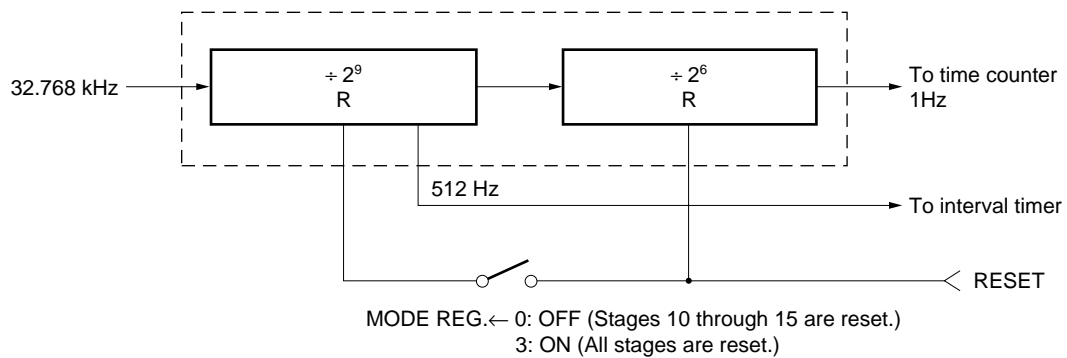 32.768 kHz
÷ 2⁹
R
÷ 2⁶
R
To time counter
1Hz
512 Hz
To interval timer
RESET
MODE REG.← 0: OFF (Stages 10 through 15 are reset.)
3: ON (All stages are reset.)